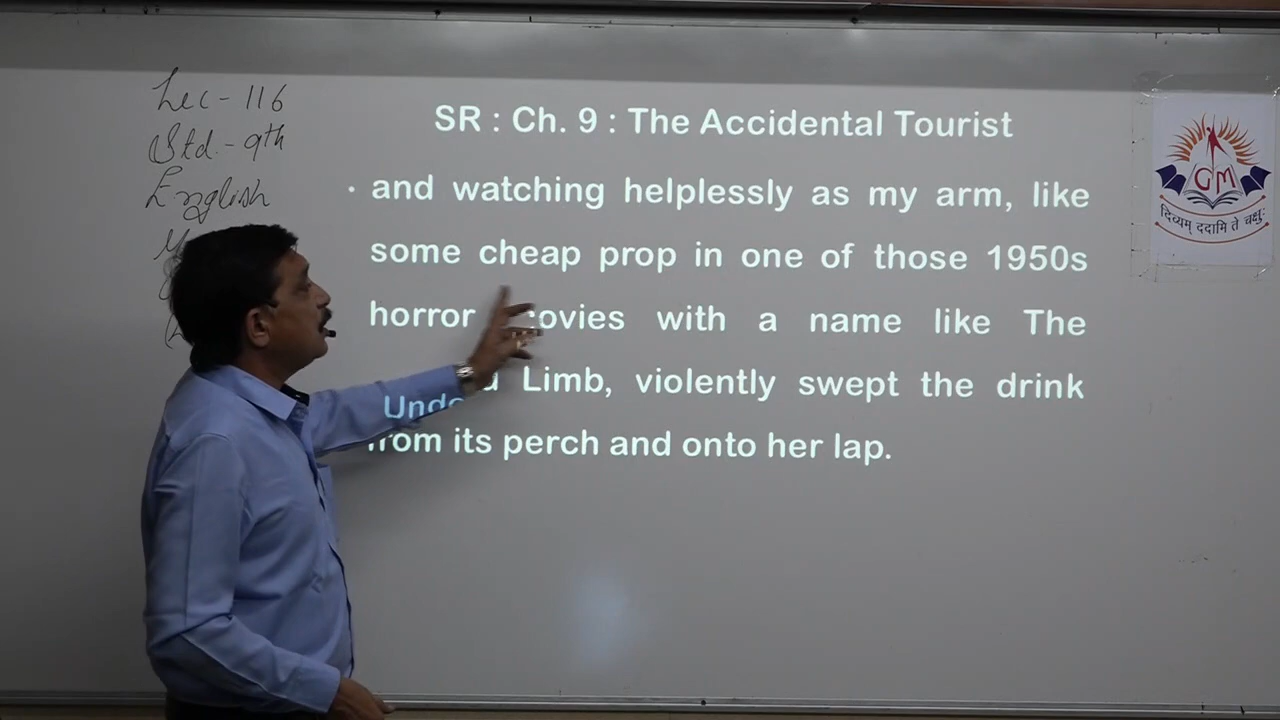 Lec - 116
Std. - 9th
English
SR : Ch. 9 : The Accidental Tourist
• and watching helplessly as my arm, like
some cheap prop in one of those 1950s
horror movies with a name like The
Limb, violently swept the drink
from its perch and onto her lap.
GM
दिव्यम् ददामि ते चक्षुः